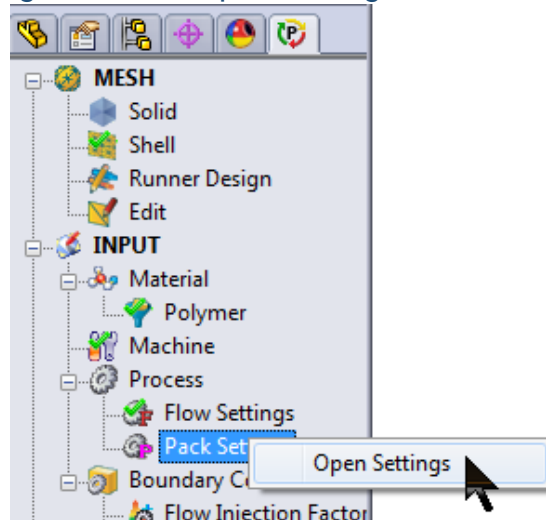 MESH
Solid
Shell
Runner Design
Edit
INPUT
Material
Polymer
Machine
Process
Flow Settings
Pack Set
Open Settings
Boundary C
Flow Injection Factor